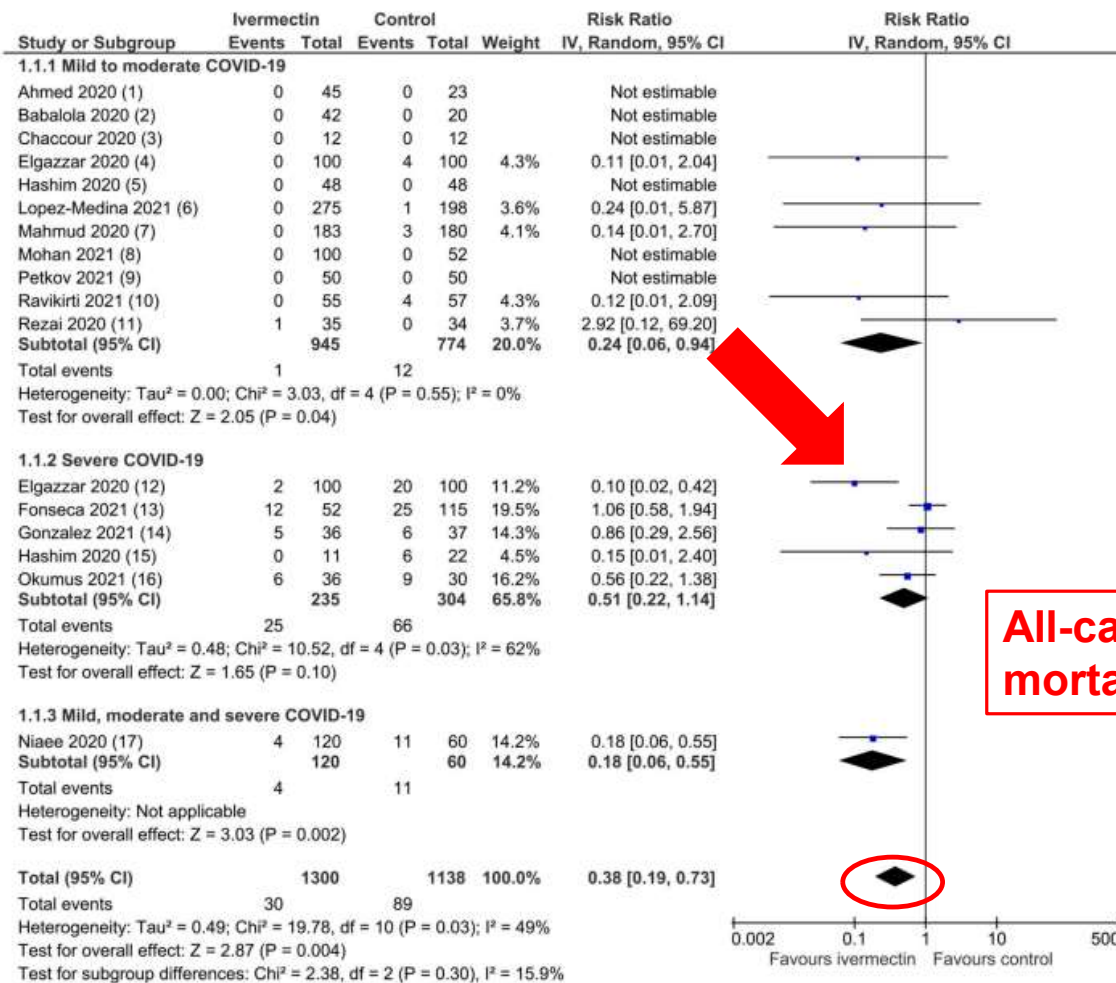 Ivermectin Control Risk Ratio Risk Ratio
Study or Subgroup Events Total Events Total Weight IV, Random, 95% CI IV, Random, 95% CI
1.1.1 Mild to moderate COVID-19
Ahmed 2020 (1) 0 45 0 23 Not estimable
Babalola 2020 (2) 0 42 0 20 Not estimable
Chaccour 2020 (3) 0 12 0 12 Not estimable
Elgazzar 2020 (4) 0 100 4 100 4.3% 0.11 [0.01, 2.04]
Hashim 2020 (5) 0 48 0 48 Not estimable
Lopez-Medina 2021 (6) 0 275 1 198 3.6% 0.24 [0.01, 5.87]
Mahmud 2020 (7) 0 183 3 180 4.1% 0.14 [0.01, 2.70]
Mohan 2021 (8) 0 100 0 52 Not estimable
Petkov 2021 (9) 0 50 0 50 Not estimable
Ravikirti 2021 (10) 0 55 4 57 4.3% 0.12 [0.01, 2.09]
Rezai 2020 (11) 1 35 0 34 3.7% 2.92 [0.12, 69.20]
Subtotal (95% CI) 945 774 20.0% 0.24 [0.06, 0.94]
Total events 1 12
Heterogeneity: Tau² = 0.00; Chi² = 3.03, df = 4 (P = 0.55); I² = 0%
Test for overall effect: Z = 2.05 (P = 0.04)
1.1.2 Severe COVID-19
Elgazzar 2020 (12) 2 100 20 100 11.2% 0.10 [0.02, 0.42]
Fonseca 2021 (13) 12 52 25 115 19.5% 1.06 [0.58, 1.94]
Gonzalez 2021 (14) 5 36 6 37 14.3% 0.86 [0.29, 2.56]
Hashim 2020 (15) 0 11 6 22 4.5% 0.15 [0.01, 2.40]
Okumus 2021 (16) 6 36 9 30 16.2% 0.56 [0.22, 1.38]
Subtotal (95% CI) 235 304 65.8% 0.51 [0.22, 1.14]
Total events 25 66
Heterogeneity: Tau² = 0.48; Chi² = 10.52, df = 4 (P = 0.03); I² = 62%
Test for overall effect: Z = 1.65 (P = 0.10)
All-ca
morta
1.1.3 Mild, moderate and severe COVID-19
Niaee 2020 (17) 4 120 11 60 14.2% 0.18 [0.06, 0.55]
Subtotal (95% CI) 120 60 14.2% 0.18 [0.06, 0.55]
Total events 4 11
Heterogeneity: Not applicable
Test for overall effect: Z = 3.03 (P = 0.002)
Total (95% CI) 1300 1138 100.0% 0.38 [0.19, 0.73]
Total events 30 89
Heterogeneity: Tau² = 0.49; Chi² = 19.78, df = 10 (P = 0.03); I² = 49%
Test for overall effect: Z = 2.87 (P = 0.004)
Test for subgroup differences: Chi² = 2.38, df = 2 (P = 0.30), I² = 15.9%
0.002 0.1 1 10 500
Favours ivermectin Favours control